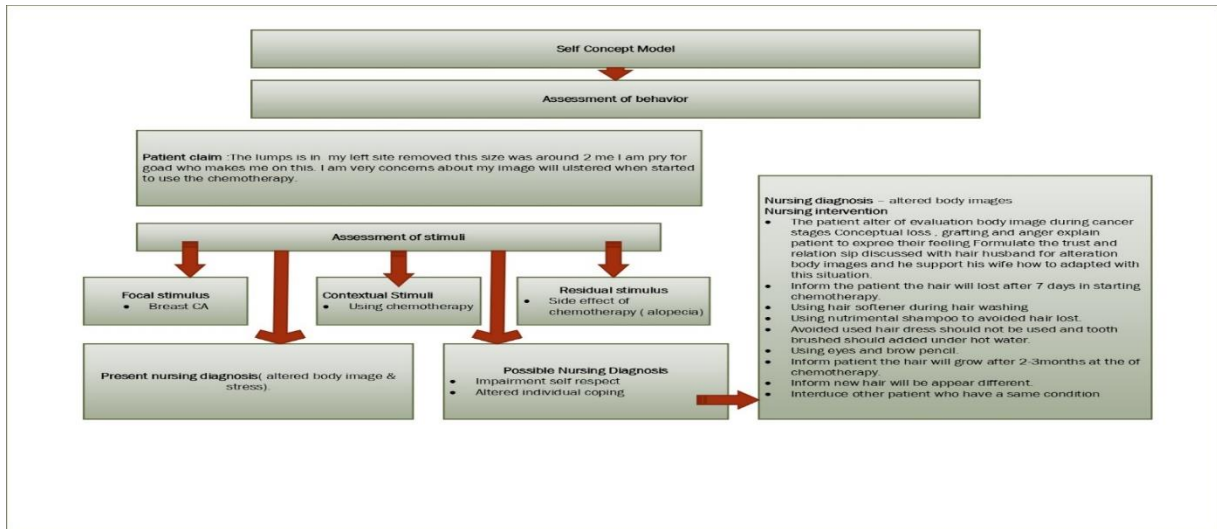 Self Concept Model
Assessment of behavior
Patient claim :The lumps is in my left site removed this size was around 2 me I am pry for
goad who makes me on this. I am very concerns about my image will ulstered when started
to use the chemotherapy.
Assessment of stimuli
Focal stimulus
• Breast CA
Contextual Stimuli
• Using chemotherapy
Residual stimulus
• Side effect of
chemotherapy ( alopecia)
Present nursing diagnosis( altered body image &
stress).
Possible Nursing Diagnosis
• Impairment self respect
• Altered individual coping
Nursing diagnosis – altered body images
Nursing intervention
• The patient alter of evaluation body image during cancer
stages Conceptual loss , grafting and anger explain
patient to expree their feeling Formulate the trust and
relation sip discussed with hair husband for alteration
body images and he support his wife how to adapted with
this situation.
• Inform the patient the hair will lost after 7 days in starting
chemotherapy.
• Using hair softener during hair washing
• Using nutrimental shampoo to avoided hair lost.
• Avoided used hair dress should not be used and tooth
brushed should added under hot water.
• Using eyes and brow pencil.
• Inform patient the hair will grow after 2-3months at the of
chemotherapy.
• Inform new hair will be appear different.
• Interduce other patient who have a same condition